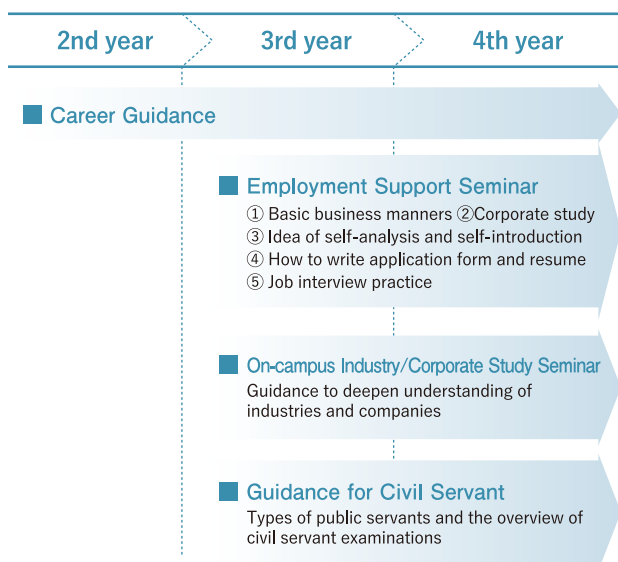 2nd year 3rd year 4th year
Career Guidance
Employment Support Seminar
① Basic business manners ②Corporate study
③ Idea of self-analysis and self-introduction
④ How to write application form and resume
⑤ Job interview practice
On-campus Industry/Corporate Study Seminar
Guidance to deepen understanding of
industries and companies
Guidance for Civil Servant
Types of public servants and the overview of
civil servant examinations